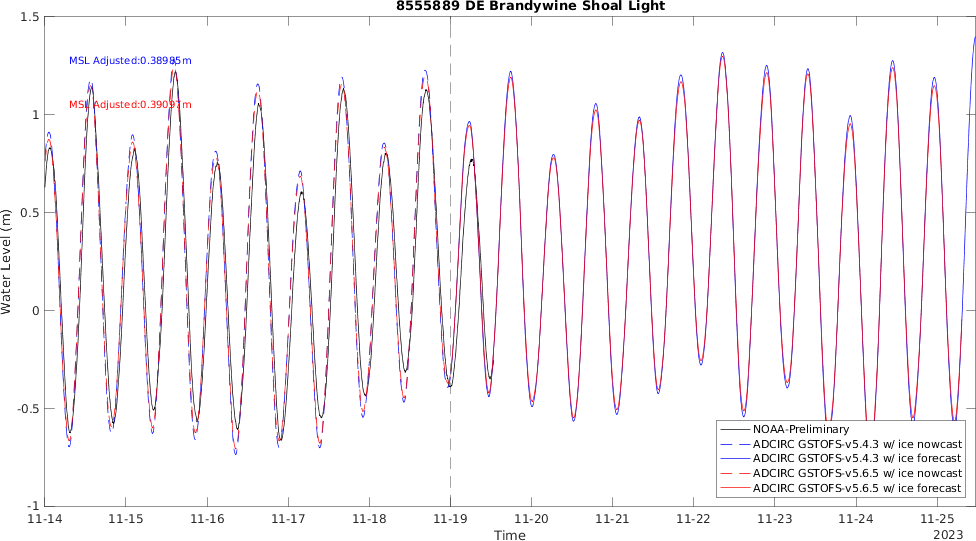 8555889 DE Brandywine Shoal Light
1.5
MSL Adjusted:0.38985m
MSL Adjusted:0.39097m
1
0.5
0
-0.5
-1
Water Level (m)
NOAA-Preliminary
ADCIRC GSTOFS-v5.4.3 w/ ice nowcast
ADCIRC GSTOFS-v5.4.3 w/ ice forecast
ADCIRC GSTOFS-v5.6.5 w/ ice nowcast
ADCIRC GSTOFS-v5.6.5 w/ ice forecast
11-14 11-15 11-16 11-17 11-18 11-19 11-20 11-21 11-22 11-23 11-24 11-25
Time
2023